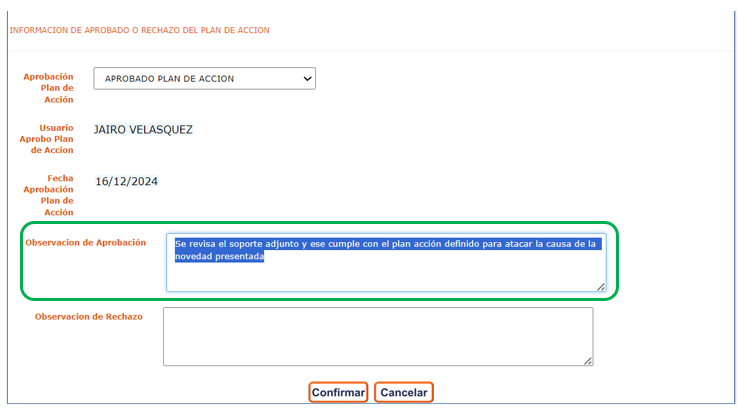 INFORMACION DE APROBADO O RECHAZO DEL PLAN DE ACCION
Aprobación
Plan de
Acción
APROBADO PLAN DE ACCION
Usuario
Aprobo Plan
de Accion
JAIRO VELASQUEZ
Fecha
Aprobación
Plan de
Acción
16/12/2024
Observacion de Aprobación
Se revisa el soporte adjunto y ese cumple con el plan acción definido para atacar la causa de la
novedad presentada
Observacion de Rechazo
Confirmar Cancelar